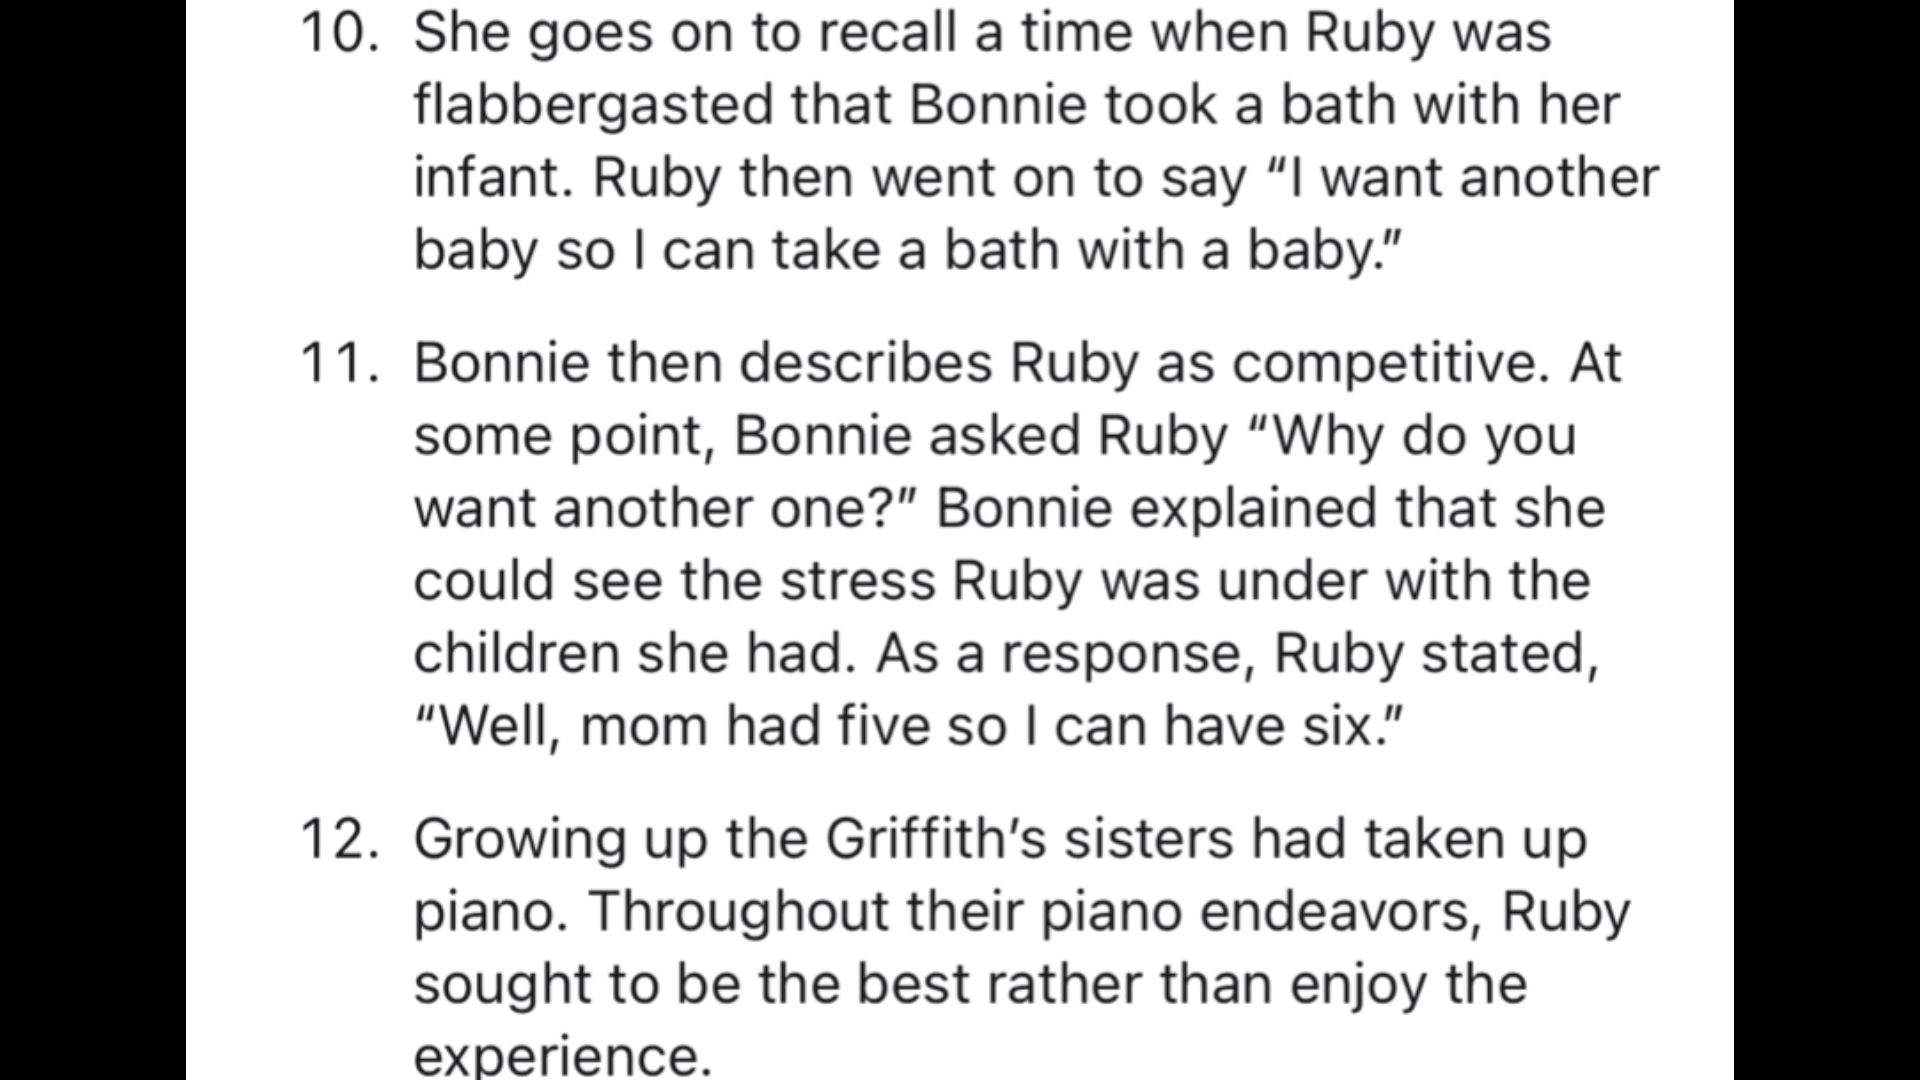 10. She goes on to recall a time when Ruby was
flabbergasted that Bonnie took a bath with her
infant. Ruby then went on to say “I want another
baby so I can take a bath with a baby.”
11. Bonnie then describes Ruby as competitive. At
some point, Bonnie asked Ruby “Why do you
want another one?” Bonnie explained that she
could see the stress Ruby was under with the
children she had. As a response, Ruby stated,
“Well, mom had five so I can have six.”
12. Growing up the Griffith’s sisters had taken up
piano. Throughout their piano endeavors, Ruby
sought to be the best rather than enjoy the
experience.